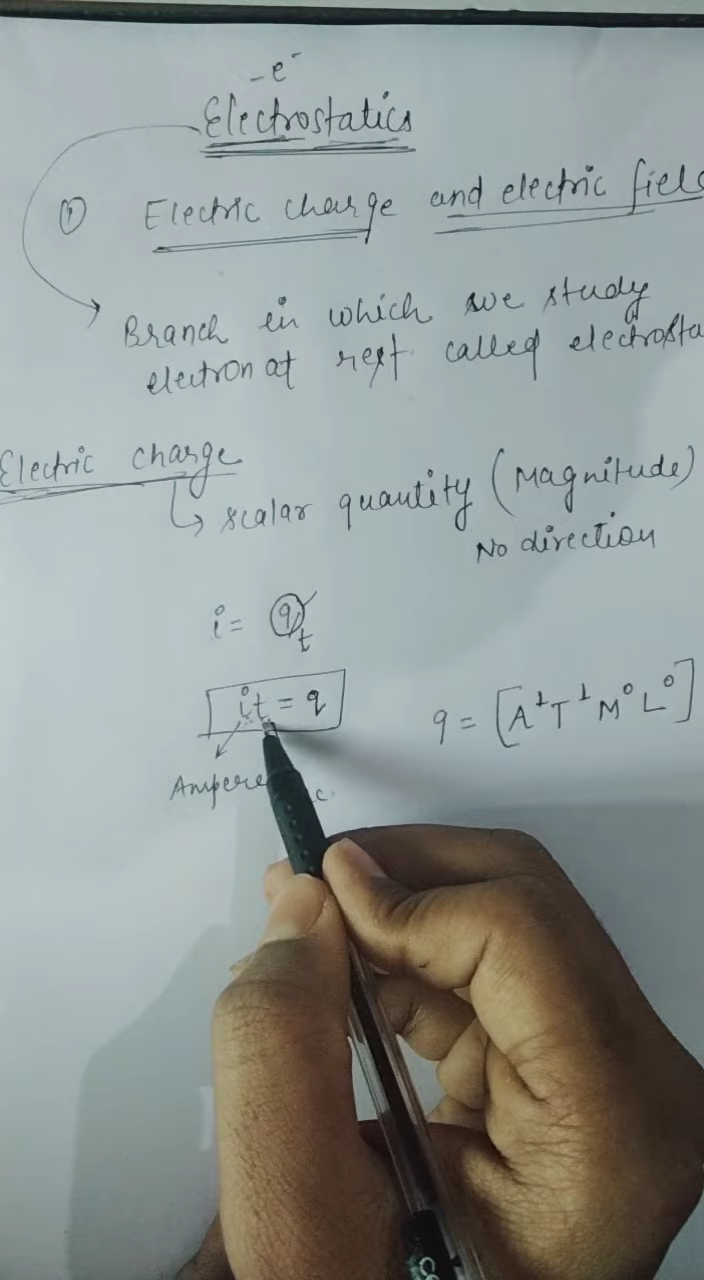 -e⁻
Electrostatics
① Electric charge and electric field
Branch in which we study
electron at rest called electrosta
Electric charge
↳ scalar quantity (Magnitude)
No direction
i = q/t
it = q
q = [A¹T¹M⁰L⁰]
Ampere c.